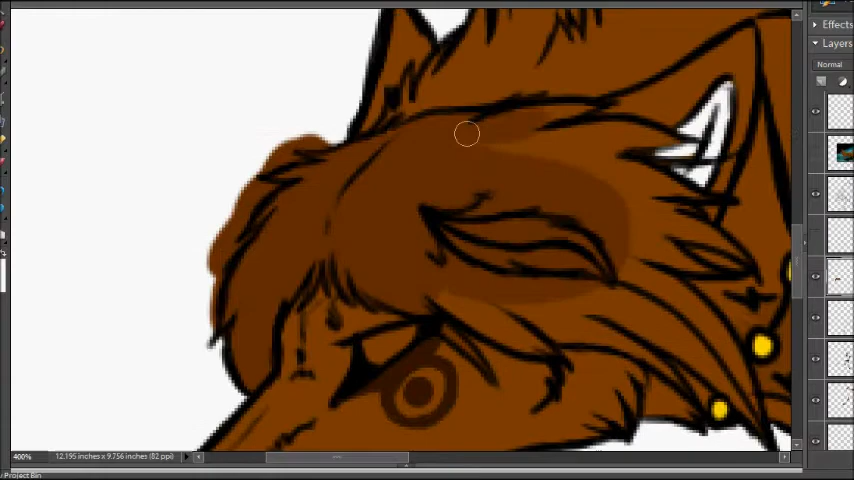 Effects
Layers
Normal
400%
12.195 inches x 9.756 inches (82 ppi)
Project Bin